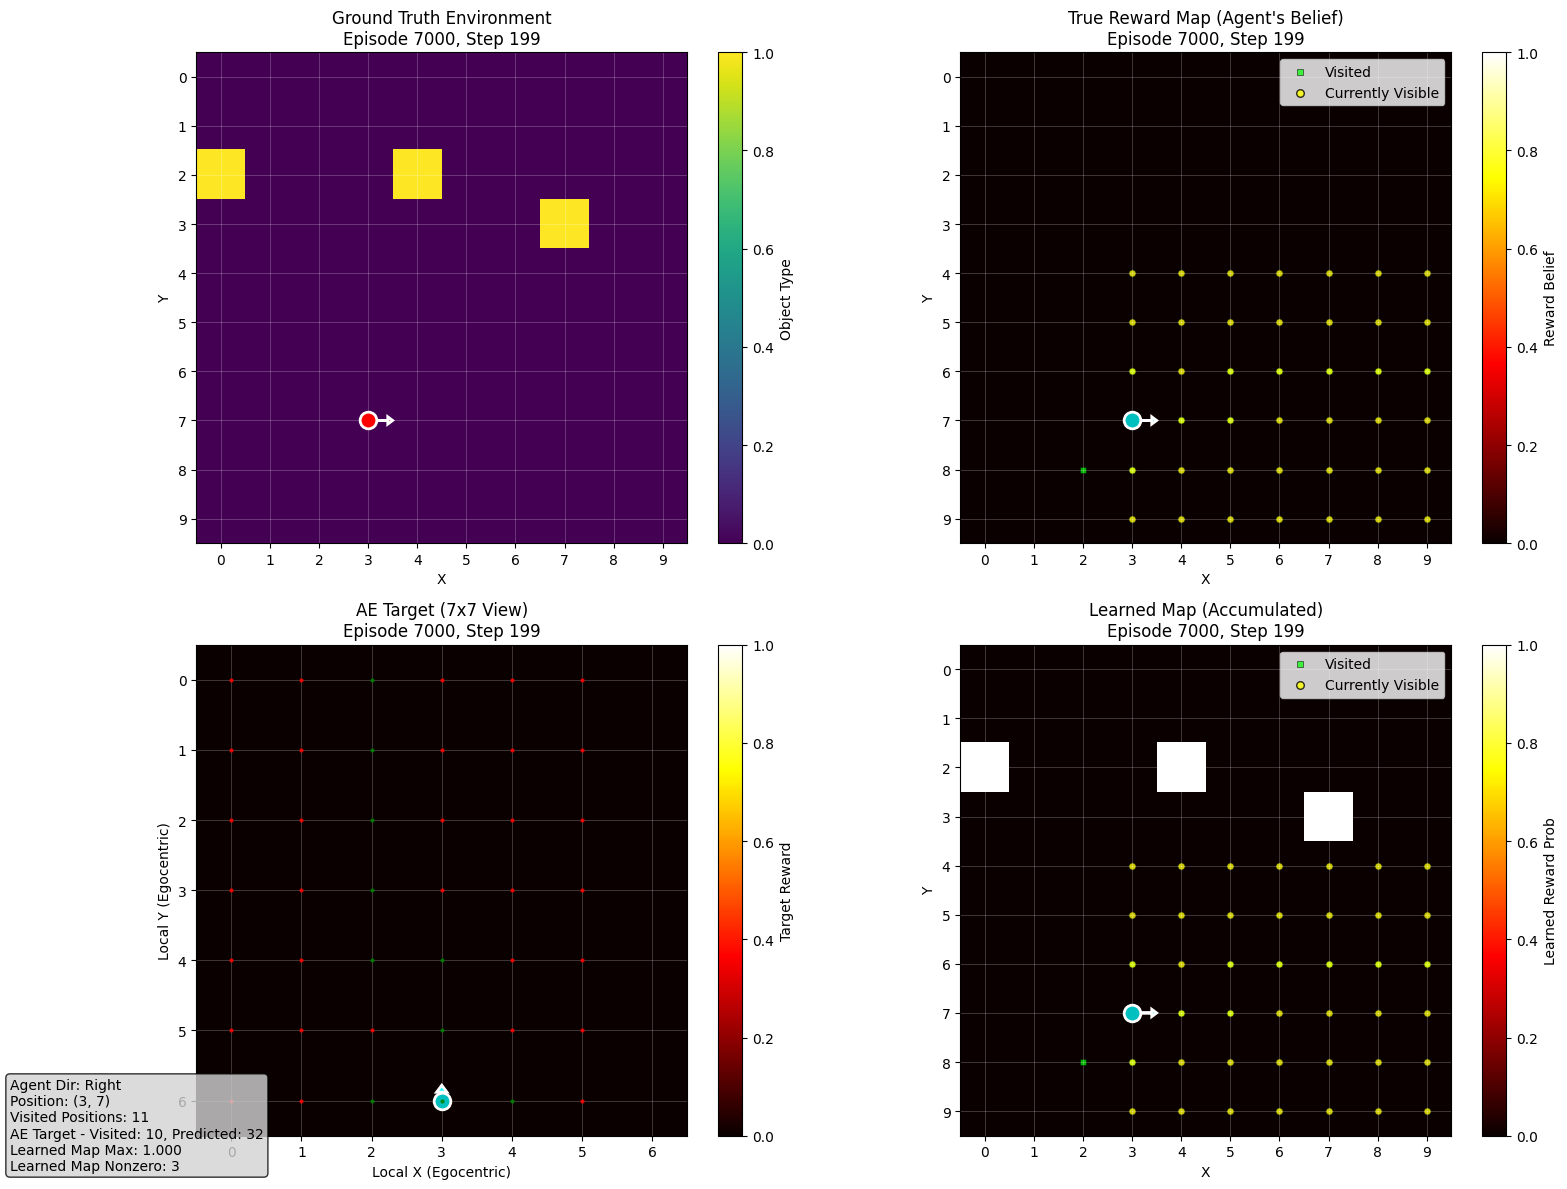 Ground Truth Environment
Episode 7000, Step 199
0
1
2
3
4
5
6
7
8
9
Y
0 1 2 3 4 5 6 7 8 9
X
1.0
0.8
0.6
0.4
0.2
0.0
Object Type
True Reward Map (Agent's Belief)
Episode 7000, Step 199
Visited
Currently Visible
0
1
2
3
4
5
6
7
8
9
Y
0 1 2 3 4 5 6 7 8 9
X
1.0
0.8
0.6
0.4
0.2
0.0
Reward Belief
AE Target (7x7 View)
Episode 7000, Step 199
0
1
2
3
4
5
6
Local Y (Egocentric)
0 1 2 3 4 5 6
Local X (Egocentric)
1.0
0.8
0.6
0.4
0.2
0.0
Target Reward
Agent Dir: Right
Position: (3, 7)
Visited Positions: 11
AE Target - Visited: 10, Predicted: 32
Learned Map Max: 1.000
Learned Map Nonzero: 3
Learned Map (Accumulated)
Episode 7000, Step 199
Visited
Currently Visible
0
1
2
3
4
5
6
7
8
9
Y
0 1 2 3 4 5 6 7 8 9
X
1.0
0.8
0.6
0.4
0.2
0.0
Learned Reward Prob